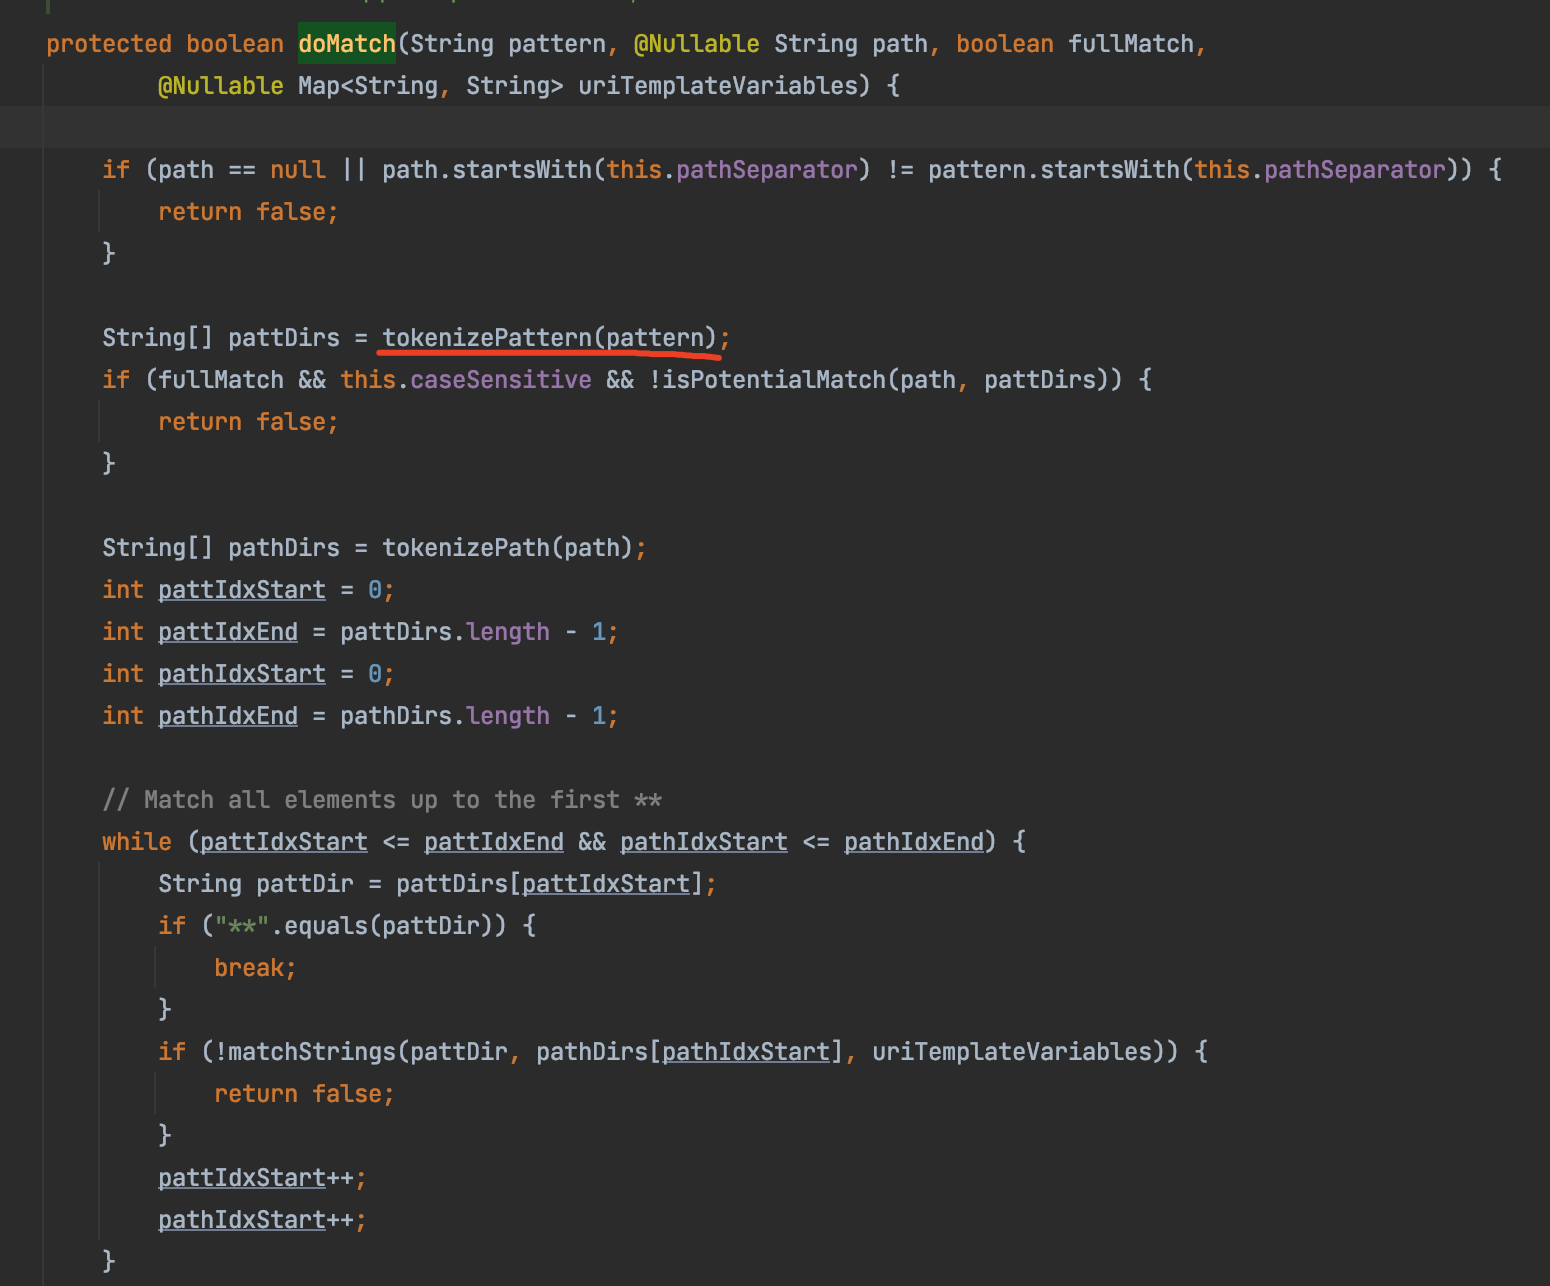 protected boolean doMatch(String pattern, @Nullable String path, boolean fullMatch,
@Nullable Map<String, String> uriTemplateVariables) {
if (path == null || path.startsWith(this.pathSeparator) != pattern.startsWith(this.pathSeparator)) {
return false;
}
String[] pattDirs = tokenizePattern(pattern);
if (fullMatch && this.caseSensitive && !isPotentialMatch(path, pattDirs)) {
return false;
}
String[] pathDirs = tokenizePath(path);
int pattIdxStart = 0;
int pattIdxEnd = pattDirs.length - 1;
int pathIdxStart = 0;
int pathIdxEnd = pathDirs.length - 1;
// Match all elements up to the first **
while (pattIdxStart <= pattIdxEnd && pathIdxStart <= pathIdxEnd) {
String pattDir = pattDirs[pattIdxStart];
if ("**".equals(pattDir)) {
break;
}
if (!matchStrings(pattDir, pathDirs[pathIdxStart], uriTemplateVariables)) {
return false;
}
pattIdxStart++;
pathIdxStart++;
}